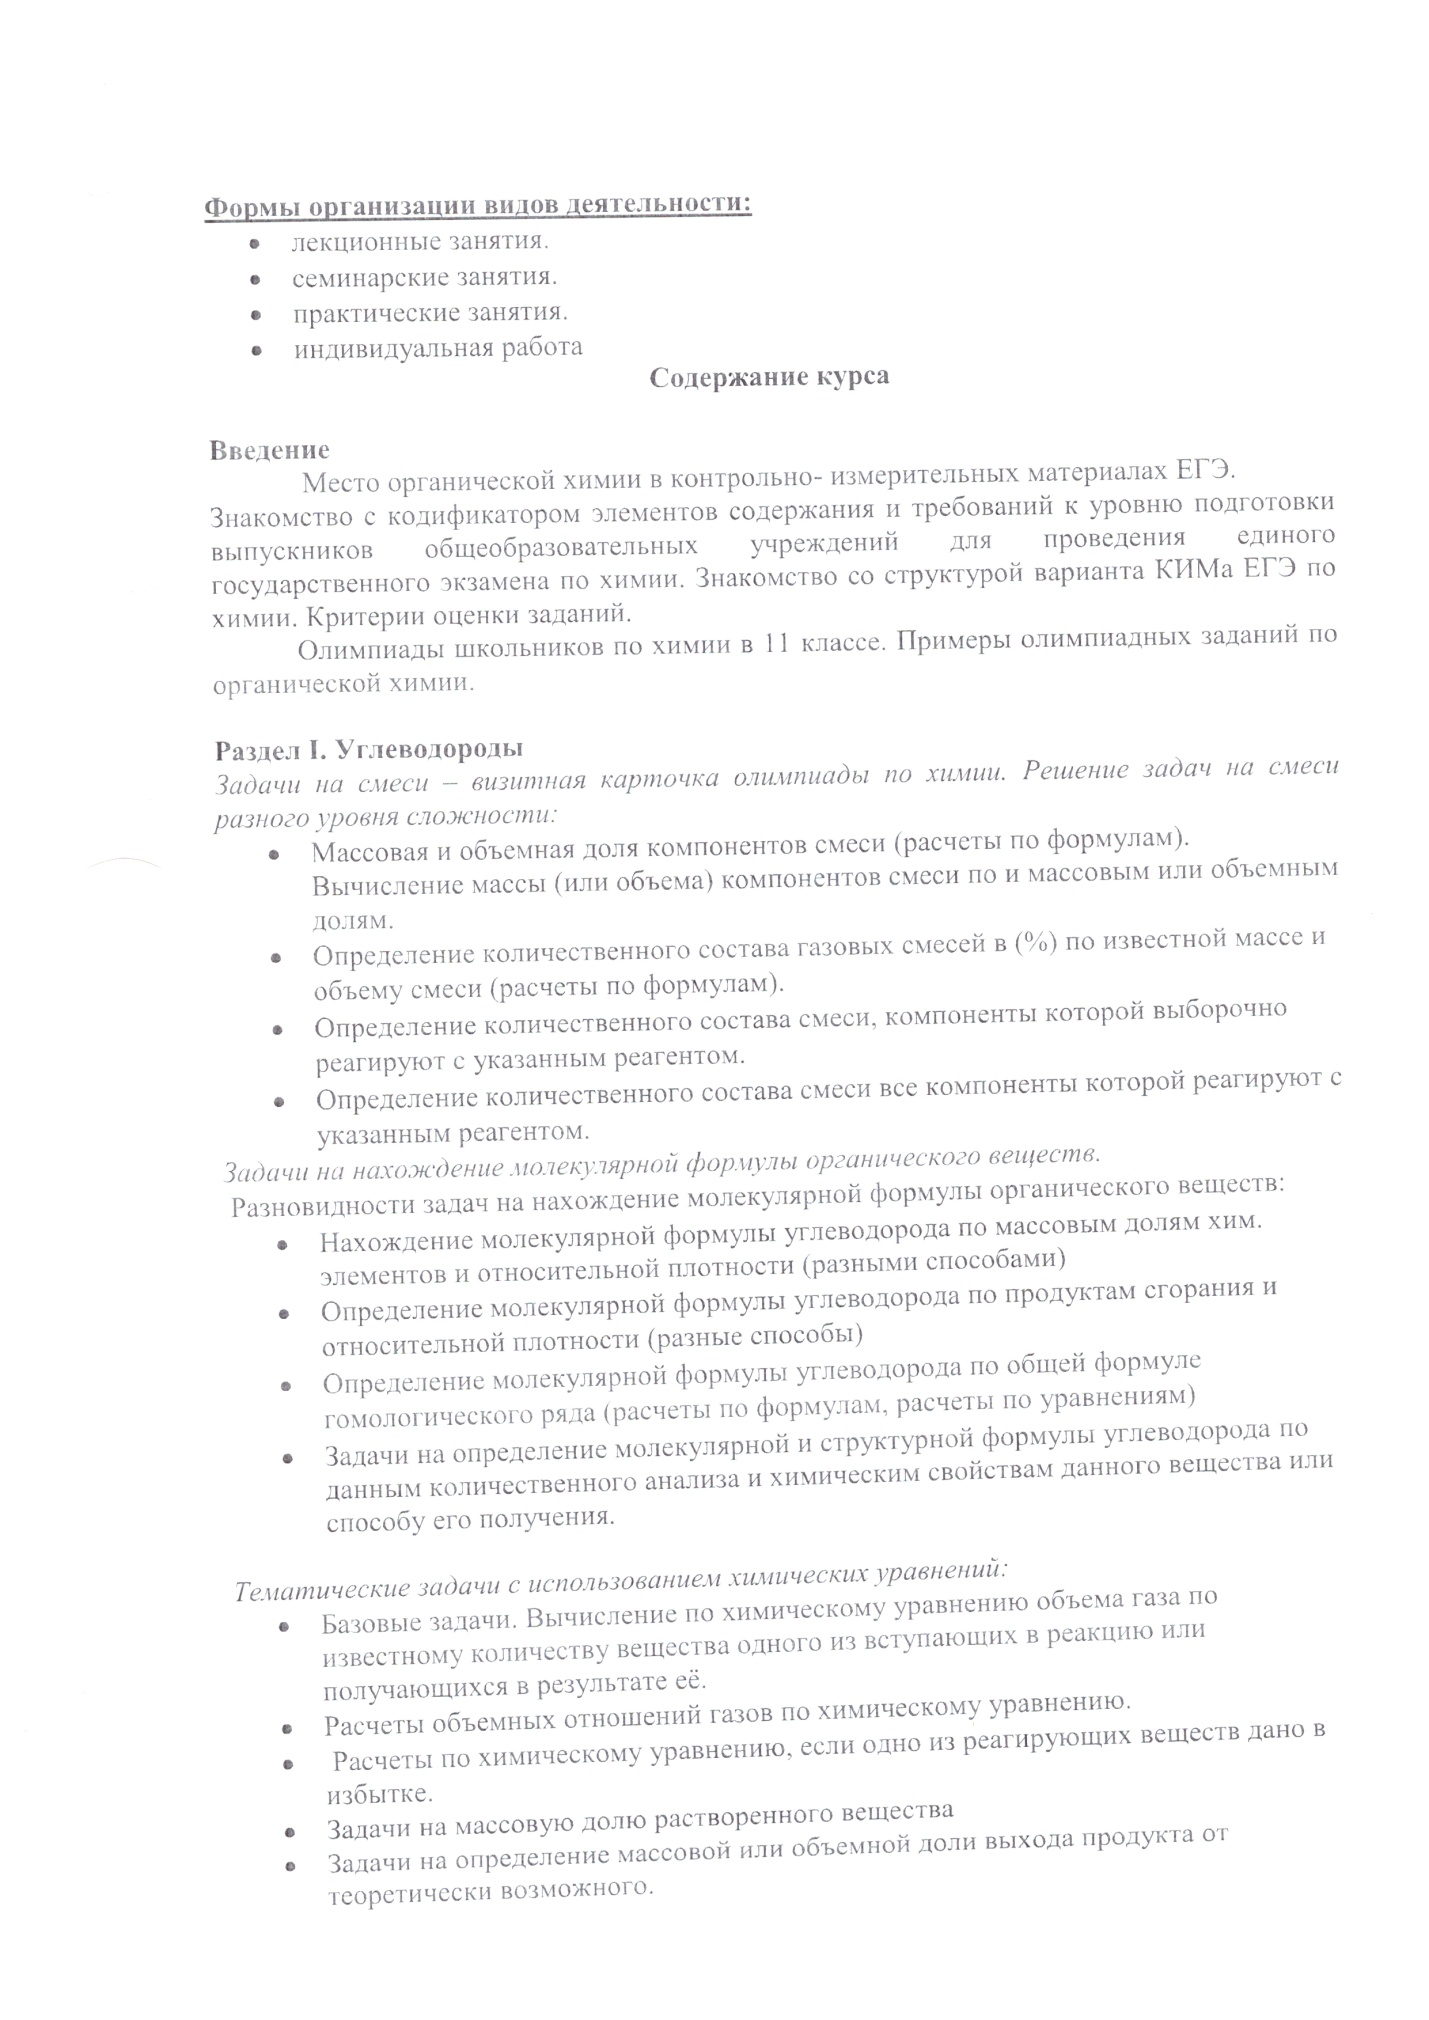 Формы организации видов деятельности:
• лекционные занятия.
• семинарские занятия.
• практические занятия.
• индивидуальная работа
Содержание курса
Введение
Место органической химии в контрольно- измерительных материалах ЕГЭ.
Знакомство с кодификатором элементов содержания и требований к уровню подготовки
выпускников общеобразовательных учреждений для проведения единого
государственного экзамена по химии. Знакомство со структурой варианта КИМа ЕГЭ по
химии. Критерии оценки заданий.
Олимпиады школьников по химии в 11 классе. Примеры олимпиадных заданий по
органической химии.
Раздел I. Углеводороды
Задачи на смеси – визитная карточка олимпиады по химии. Решение задач на смеси
разного уровня сложности:
• Массовая и объемная доля компонентов смеси (расчеты по формулам).
Вычисление массы (или объема) компонентов смеси по и массовым или объемным
долям.
• Определение количественного состава газовых смесей в (%) по известной массе и
объему смеси (расчеты по формулам).
• Определение количественного состава смеси, компоненты которой выборочно
реагируют с указанным реагентом.
• Определение количественного состава смеси все компоненты которой реагируют с
указанным реагентом.
Задачи на нахождение молекулярной формулы органического веществ.
Разновидности задач на нахождение молекулярной формулы органического веществ:
• Нахождение молекулярной формулы углеводорода по массовым долям хим.
элементов и относительной плотности (разными способами)
• Определение молекулярной формулы углеводорода по продуктам сгорания и
относительной плотности (разные способы)
• Определение молекулярной формулы углеводорода по общей формуле
гомологического ряда (расчеты по формулам, расчеты по уравнениям)
• Задачи на определение молекулярной и структурной формулы углеводорода по
данным количественного анализа и химическим свойствам данного вещества или
способу его получения.
Тематические задачи с использованием химических уравнений:
• Базовые задачи. Вычисление по химическому уравнению объема газа по
известному количеству вещества одного из вступающих в реакцию или
получающихся в результате её.
• Расчеты объемных отношений газов по химическому уравнению.
• Расчеты по химическому уравнению, если одно из реагирующих веществ дано в
избытке.
• Задачи на массовую долю растворенного вещества
• Задачи на определение массовой или объемной доли выхода продукта от
теоретически возможного.